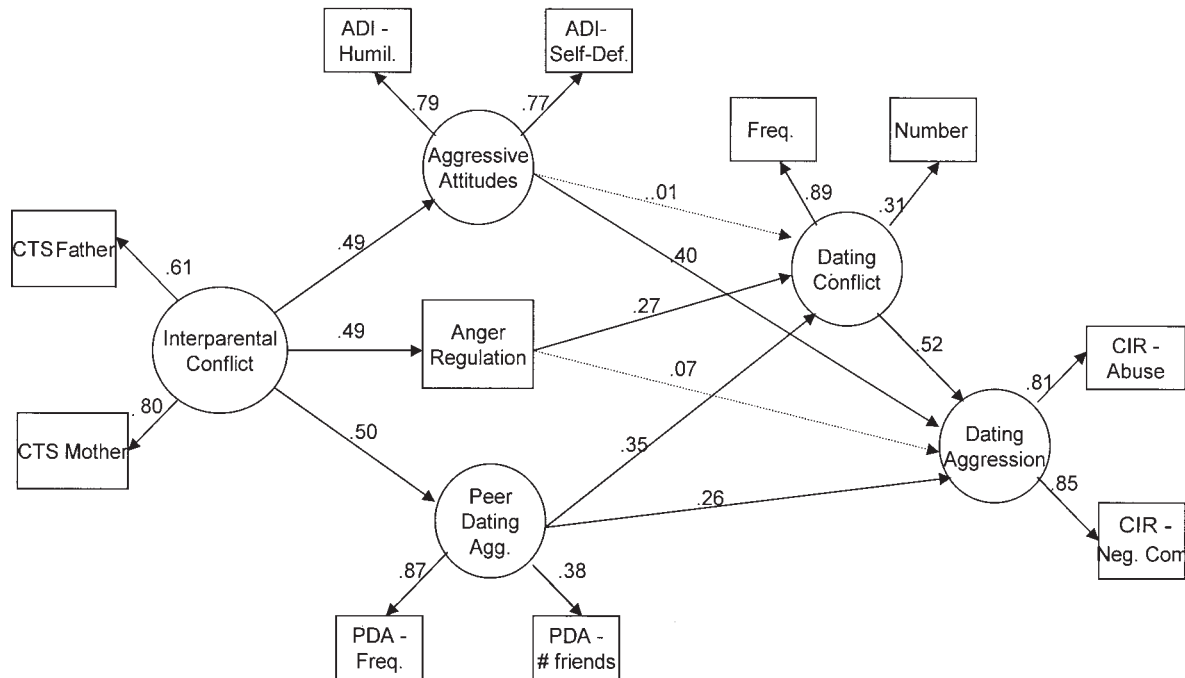 ADI -
Humil.
ADI-
Self-Def.
.79
.77
Aggressive
Attitudes
Freq.
Number
.89
.31
Dating
Conflict
..01
.40
CTS Father
.61
.49
Interparental
Conflict
.49
Anger
Regulation
.27
.07
.52
CIR -
Abuse
.81
. 80
CTS Mother
.50
.35
Dating
Aggression
.26
.85
Peer
Dating
Agg.
CIR -
Neg. Com
.87
.38
PDA -
Freq.
PDA -
# friends